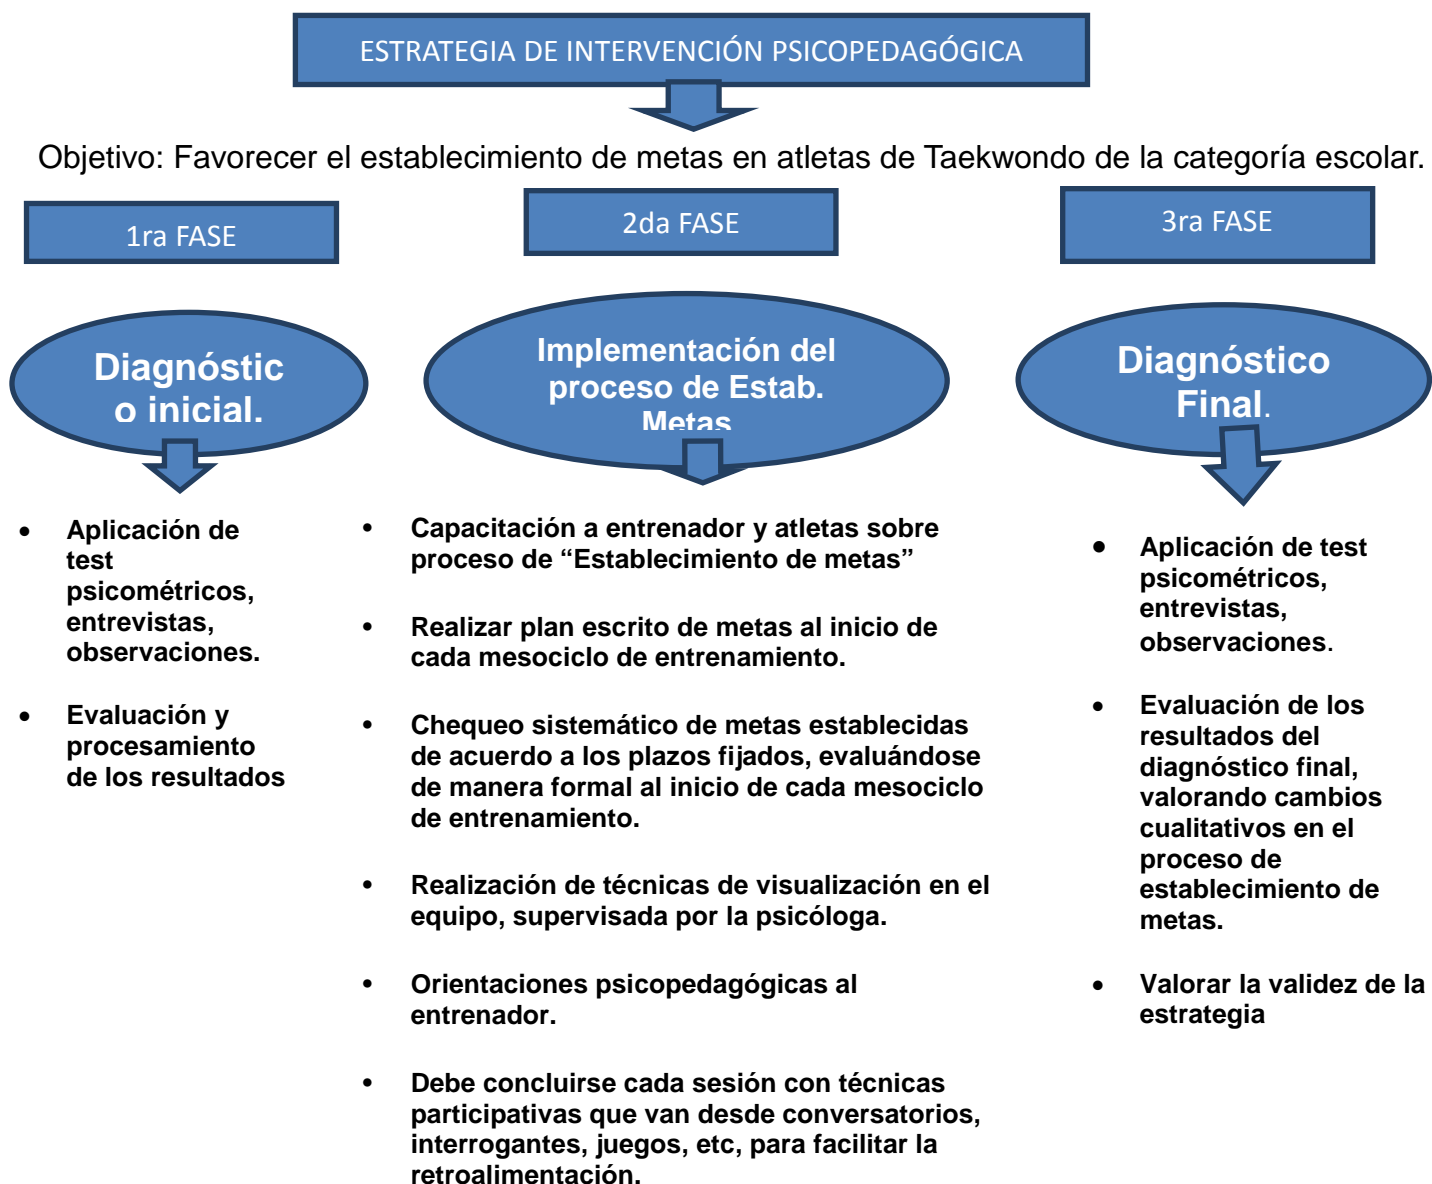 ESTRATEGIA DE INTERVENCIÓN PSICOPEDAGÓGICA
Objetivo: Favorecer el establecimiento de metas en atletas de Taekwondo de la categoría escolar.
1ra FASE
Diagnóstic
o inicial.
• Aplicación de
test
psicométricos,
entrevistas,
observaciones.
• Evaluación y
procesamiento
de los resultados
2da FASE
Implementación del
proceso de Estab.
Metas
• Capacitación a entrenador y atletas sobre
proceso de “Establecimiento de metas”
• Realizar plan escrito de metas al inicio de
cada mesociclo de entrenamiento.
• Chequeo sistemático de metas establecidas
de acuerdo a los plazos fijados, evaluándose
de manera formal al inicio de cada mesociclo
de entrenamiento.
• Realización de técnicas de visualización en el
equipo, supervisada por la psicóloga.
• Orientaciones psicopedagógicas al
entrenador.
• Debe concluirse cada sesión con técnicas
participativas que van desde conversatorios,
interrogantes, juegos, etc, para facilitar la
retroalimentación.
3ra FASE
Diagnóstico
Final.
• Aplicación de test
psicométricos,
entrevistas,
observaciones.
• Evaluación de los
resultados del
diagnóstico final,
valorando cambios
cualitativos en el
proceso de
establecimiento de
metas.
• Valorar la validez de la
estrategia